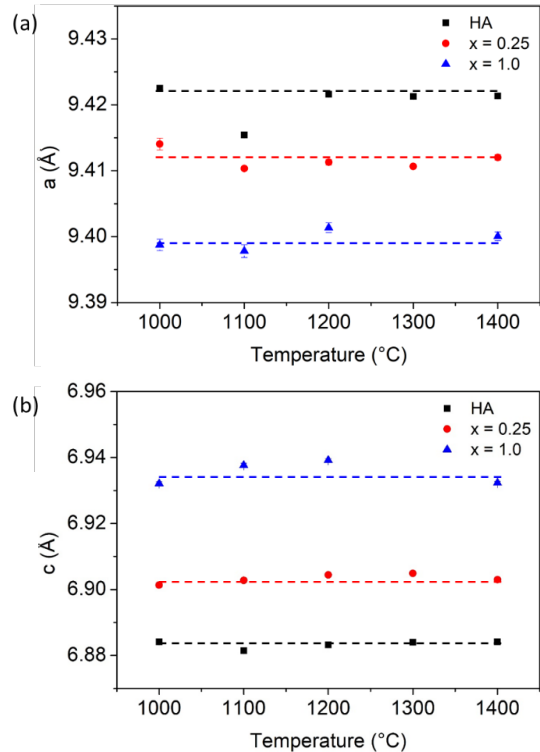 (a)
HA
x = 0.25
x = 1.0
9.43
9.42
9.41
9.40
9.39
a (Å)
1000 1100 1200 1300 1400
Temperature (°C)
(b)
HA
x = 0.25
x = 1.0
6.96
6.94
6.92
6.90
6.88
c (Å)
1000 1100 1200 1300 1400
Temperature (°C)